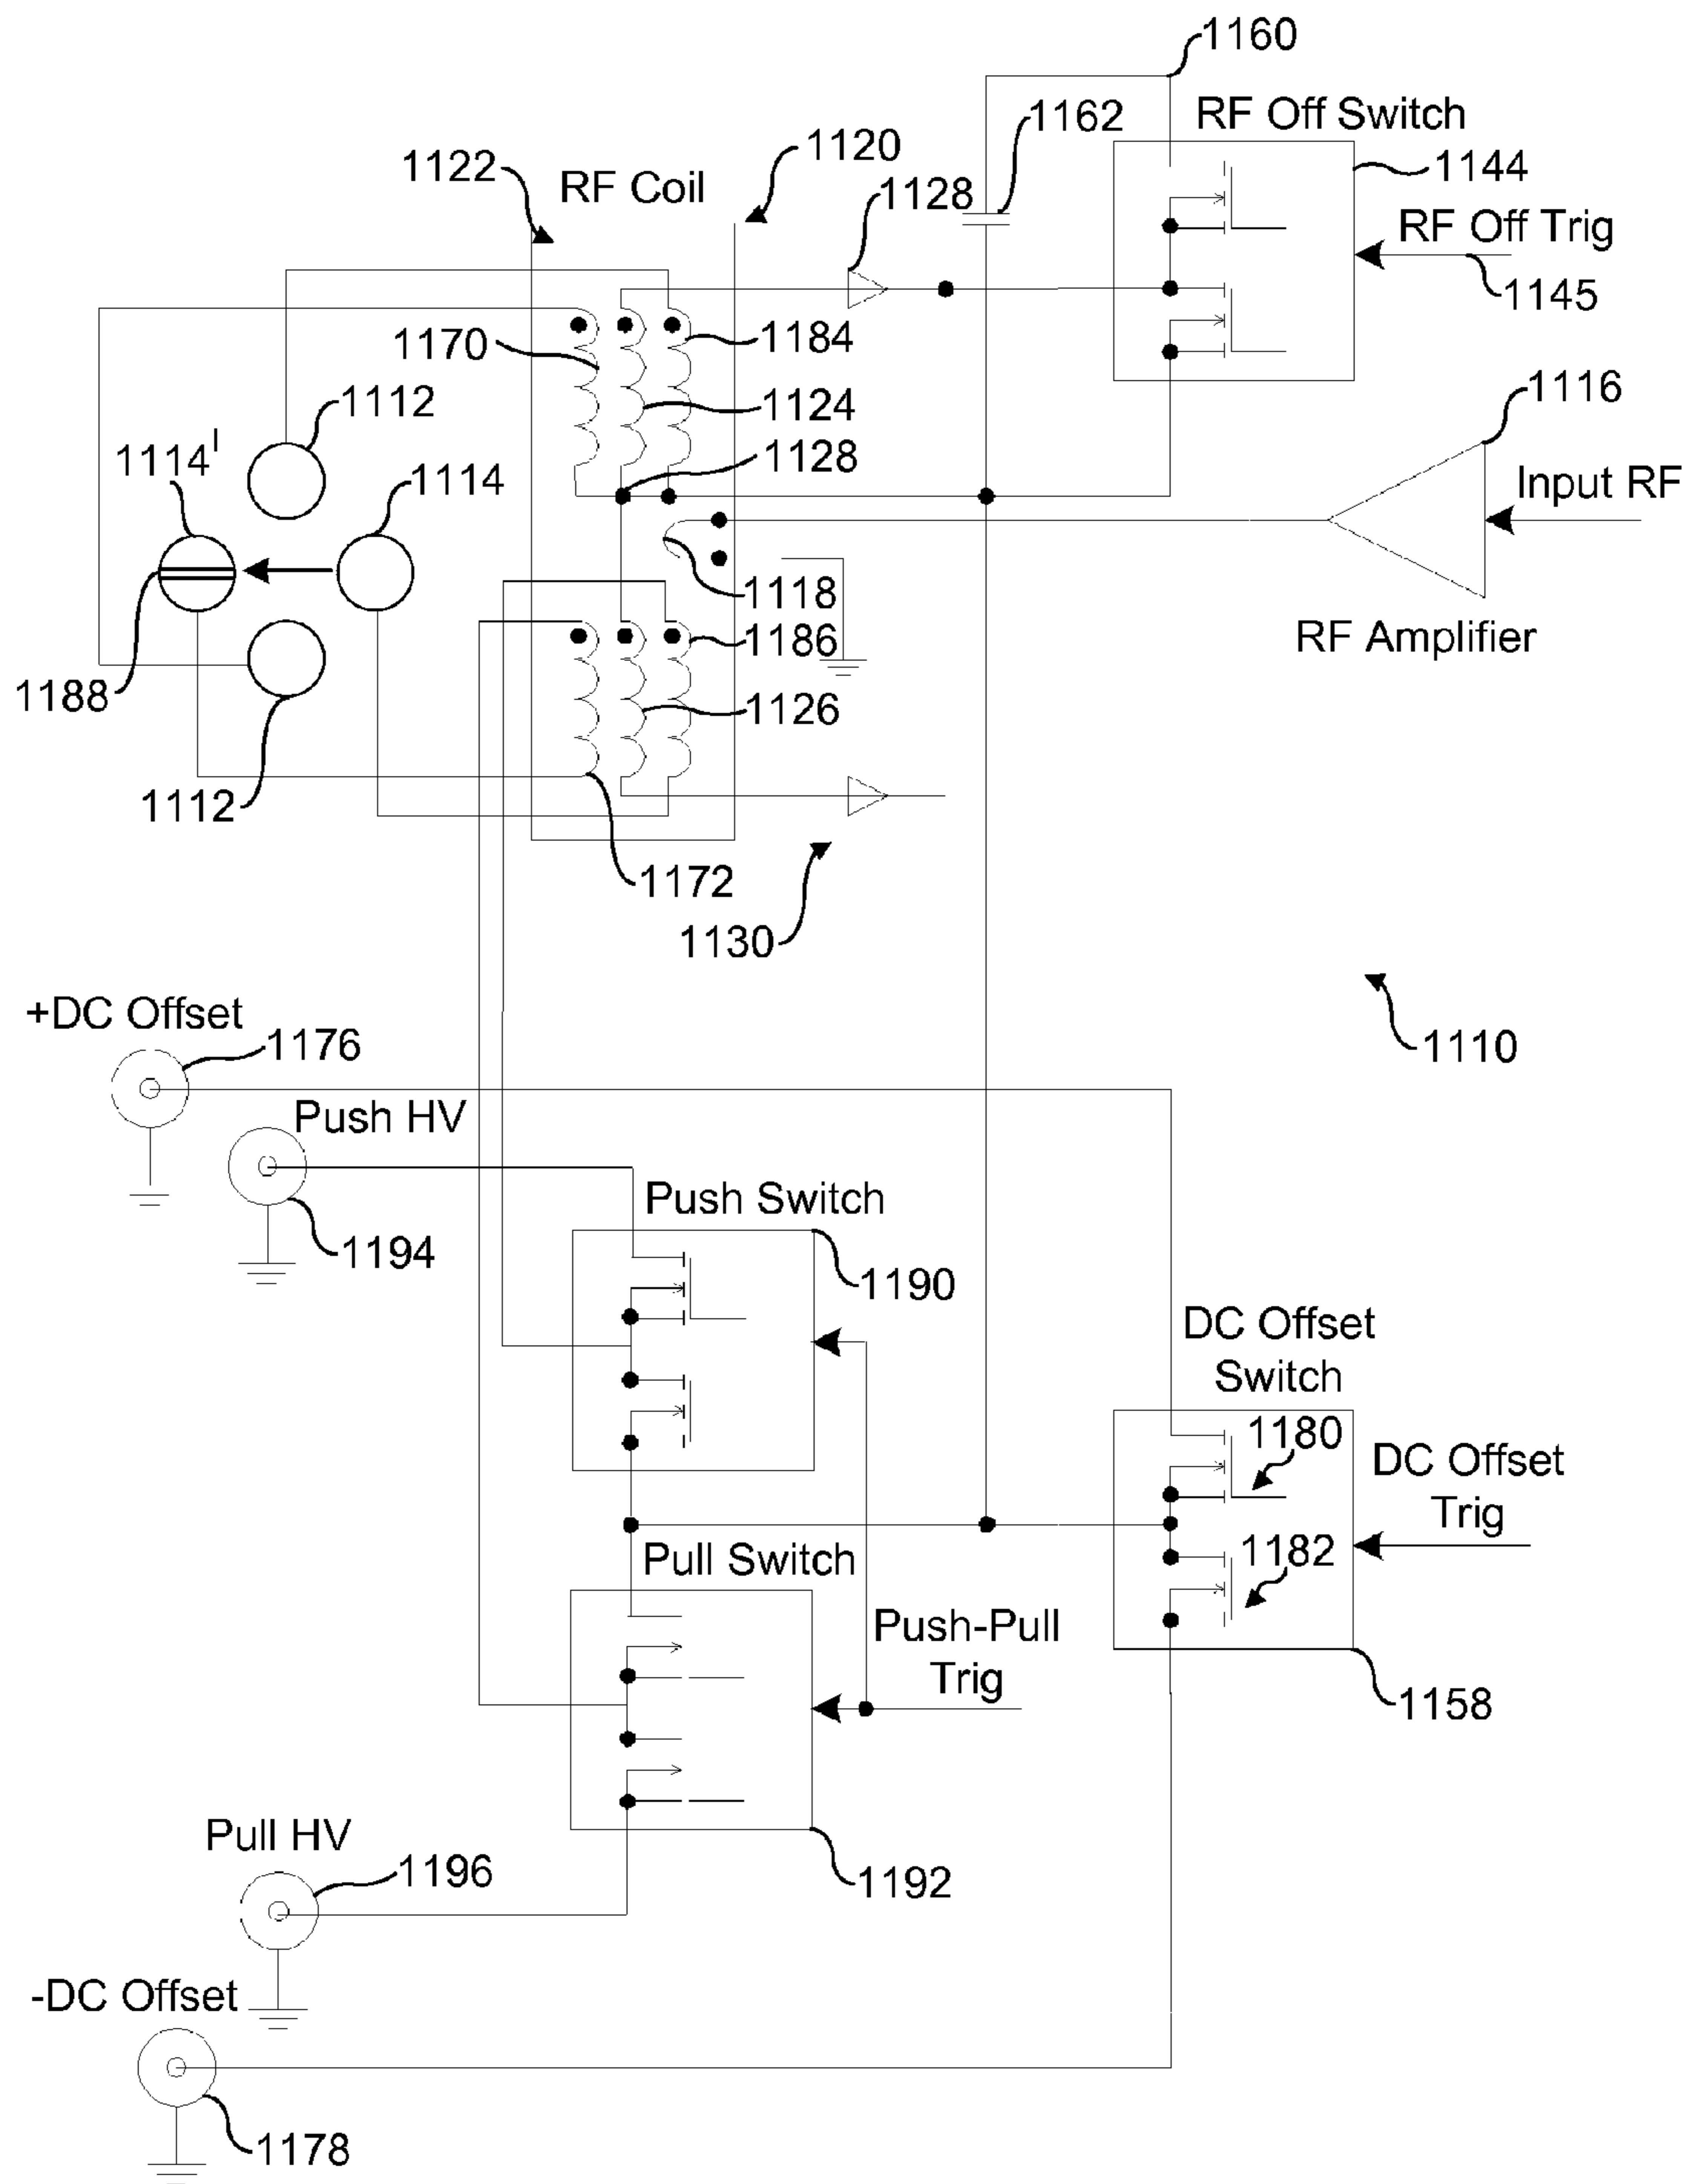 1160
RF Off Switch
1162
1120
1122
RF Coil
1128
1144
RF Off Trig
1145
1170
1184
1112
1124
1116
1114'
1114
1128
Input RF
1118
1186
RF Amplifier
1188
1126
1112
1172
1130
+DC Offset
1176
1110
Push HV
Push Switch
1194
1190
DC Offset
Switch
1180
DC Offset
Trig
1182
Pull Switch
Push-Pull
Trig
1158
Pull HV
1196
1192
-DC Offset
1178